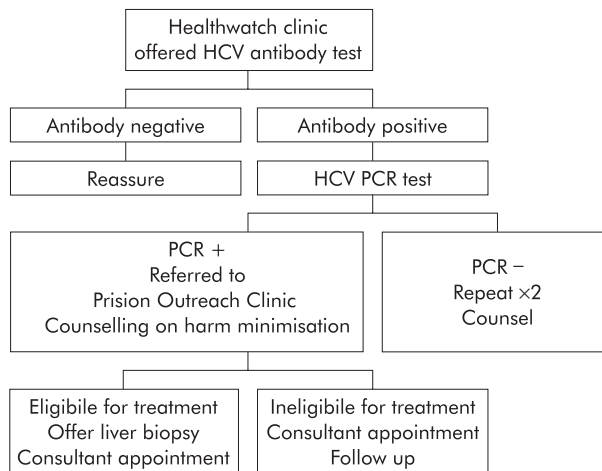 Healthwatch clinic
offered HCV antibody test
Antibody negative
Antibody positive
Reassure
HCV PCR test
PCR +
Referred to
Prision Outreach Clinic
Counselling on harm minimisation
PCR −
Repeat ×2
Counsel
Eligibile for treatment
Offer liver biopsy
Consultant appointment
Ineligibile for treatment
Consultant appointment
Follow up